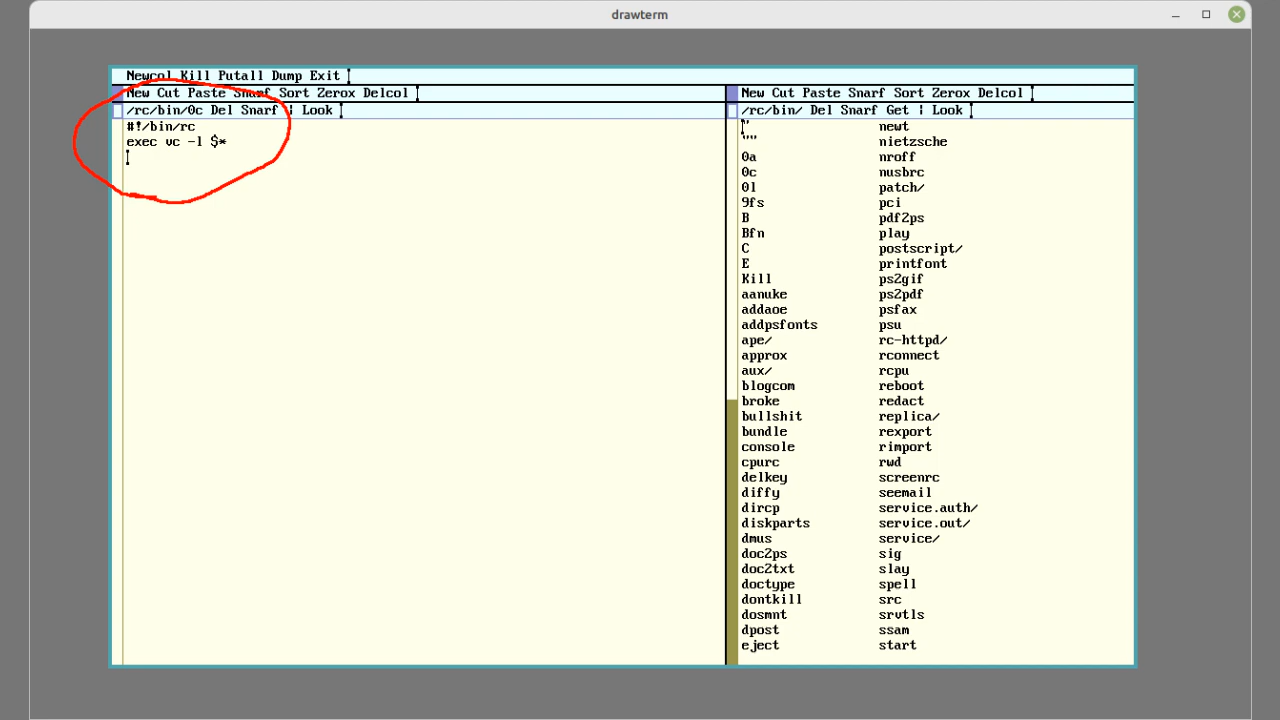 drawterm
Newcol Kill Putall Dump Exit
New Cut Paste Snarf Sort Zerox Delcol
/rc/bin/0c Del Snarf | Look
#!/bin/rc
exec vc -l $*
New Cut Paste Snarf Sort Zerox Delcol
/rc/bin/ Del Snarf Get | Look
" newt
"" nietzsche
0a nroff
0c nusbrc
0l patch/
9fs pci
B pdf2ps
Bfn play
C postscript/
E printfont
Kill ps2gif
aanuke ps2pdf
addaoe psfax
addpsfonts psu
ape/ rc-httpd/
approx rconnect
aux/ rcpu
blogcom reboot
broke redact
bullshit replica/
bundle rexport
console rimport
cpurc rwd
delkey screenrc
diffy seemail
dircp service.auth/
diskparts service.out/
dmus service/
doc2ps sig
doc2txt slay
doctype spell
dontkill src
dosmnt srvtls
dpost ssam
eject start